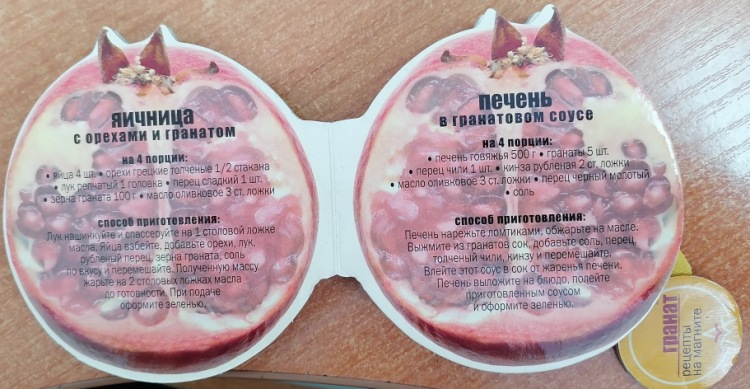 яичница
с орехами и гранатом
на 4 порции:
• яйца 4 шт. • орехи грецкие толченые 1/2 стакана
• лук репчатый 1 головка • перец сладкий 1 шт.
• зерна граната 100 г • масло оливковое 3 ст. ложки
способ приготовления:
Лук нашинкуйте и спассеруйте на 1 столовой ложке
масла. Яйца взбейте, добавьте орехи, лук,
рубленый перец, зерна граната, соль
по вкусу и перемешайте. Полученную массу
жарьте на 2 столовых ложках масла
до готовности. При подаче
оформите зеленью.
печень
в гранатовом соусе
на 4 порции:
• печень говяжья 500 г • гранаты 5 шт.
• перец чили 1 шт. • кинза рубленая 2 ст. ложки
• масло оливковое 3 ст. ложки • перец черный молотый
• соль
способ приготовления:
Печень нарежьте ломтиками, обжарьте на масле.
Выжмите из гранатов сок, добавьте соль, перец,
толченый чили, кинзу и перемешайте.
Влейте этот соус в сок от жаренья печени.
Печень выложите на блюдо, полейте
приготовленным соусом
и оформите зеленью.
гранат
рецепты
на магните